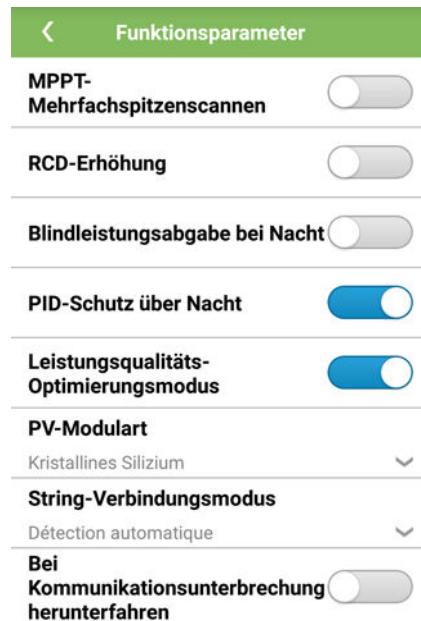 Funktionsparameter
MPPT-
Mehrfachspitzenscannen
RCD-Erhöhung
Blindleistungsabgabe bei Nacht
PID-Schutz über Nacht
Leistungsqualitäts-
Optimierungsmodus
PV-Modulart
Kristallines Silizium
String-Verbindungsmodus
Détection automatique
Bei
Kommunikationsunterbrechung
herunterfahren